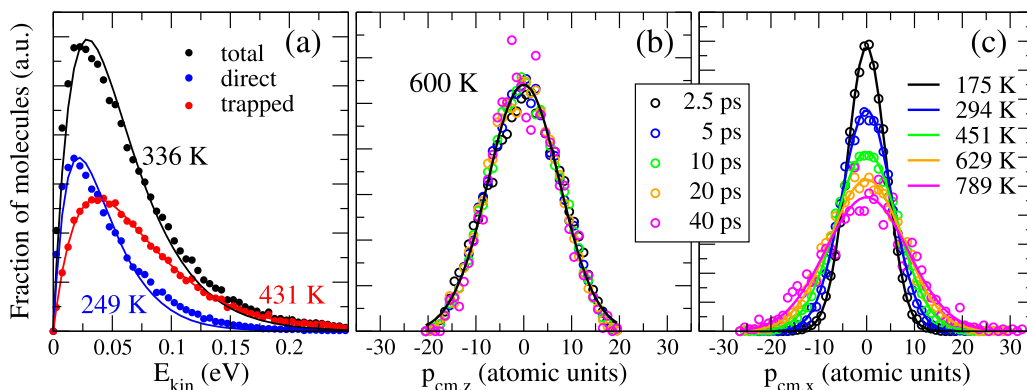 Fraction of molecules (a.u.)
(a)
total
direct
trapped
336 K
249 K
431 K
0 0.05 0.1 0.15 0.2
E_kin (eV)
(b)
600 K
2.5 ps
5 ps
10 ps
20 ps
40 ps
-30 -20 -10 0 10 20 30
p_cm,z (atomic units)
(c)
175 K
294 K
451 K
629 K
789 K
-30 -20 -10 0 10 20 30
p_cm,x (atomic units)